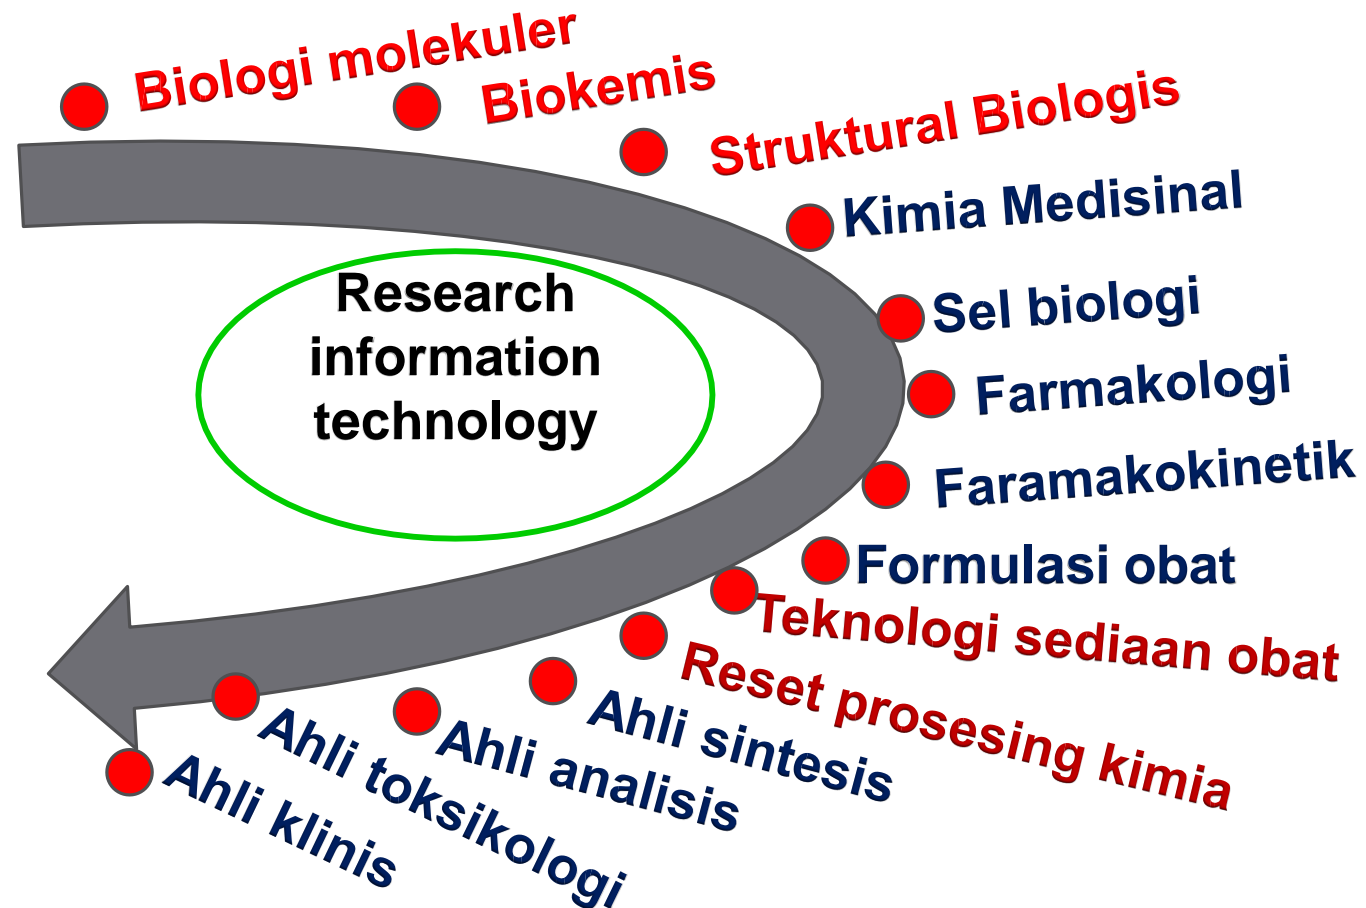 Biologi molekuler
Biokemis
Struktural Biologis
Kimia Medisinal
Sel biologi
Farmakologi
Faramakokinetik
Formulasi obat
Teknologi sediaan obat
Reset prosesing kimia
Ahli sintesis
Ahli analisis
Ahli toksikologi
Ahli klinis
Research
information
technology